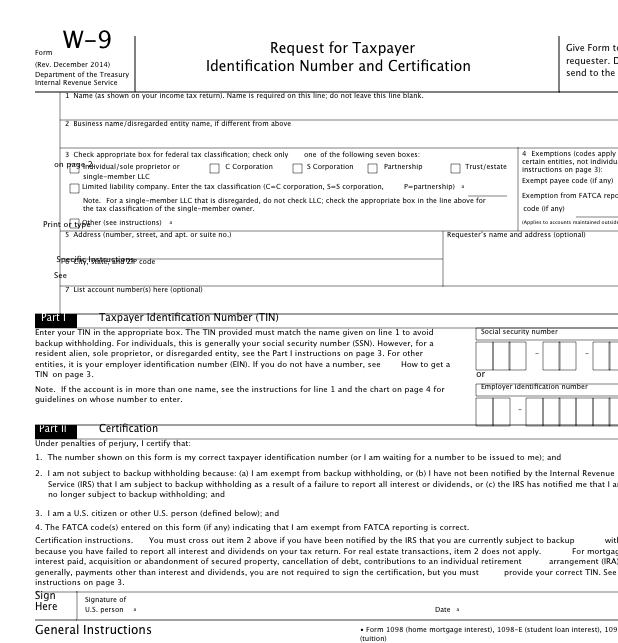 Form W-9
(Rev. December 2014)
Department of the Treasury
Internal Revenue Service
Request for Taxpayer
Identification Number and Certification
Give Form to
requester. D
send to the
1 Name (as shown on your income tax return). Name is required on this line; do not leave this line blank.
2 Business name/disregarded entity name, if different from above
3 Check appropriate box for federal tax classification; check only one of the following seven boxes:
on page 2
Individual/sole proprietor or
single-member LLC
C Corporation
S Corporation
Partnership
Trust/estate
Limited liability company. Enter the tax classification (C=C corporation, S=S corporation, P=partnership) a
Note. For a single-member LLC that is disregarded, do not check LLC; check the appropriate box in the line above for
the tax classification of the single-member owner.
Other (see instructions) a
Print or type
4 Exemptions (codes apply
certain entities, not individu
instructions on page 3):
Exempt payee code (if any)
Exemption from FATCA repo
code (if any)
(Applies to accounts maintained outside
5 Address (number, street, and apt. or suite no.)
Requester's name and address (optional)
Specific Instructions
6 City, state, and ZIP code
See
7 List account number(s) here (optional)
Part I Taxpayer Identification Number (TIN)
Enter your TIN in the appropriate box. The TIN provided must match the name given on line 1 to avoid
backup withholding. For individuals, this is generally your social security number (SSN). However, for a
resident alien, sole proprietor, or disregarded entity, see the Part I instructions on page 3. For other
entities, it is your employer identification number (EIN). If you do not have a number, see How to get a
TIN on page 3.
Note. If the account is in more than one name, see the instructions for line 1 and the chart on page 4 for
guidelines on whose number to enter.
Social security number
– –
or
Employer identification number
–
Part II Certification
Under penalties of perjury, I certify that:
1. The number shown on this form is my correct taxpayer identification number (or I am waiting for a number to be issued to me); and
2. I am not subject to backup withholding because: (a) I am exempt from backup withholding, or (b) I have not been notified by the Internal Revenue
Service (IRS) that I am subject to backup withholding as a result of a failure to report all interest or dividends, or (c) the IRS has notified me that I a
no longer subject to backup withholding; and
3. I am a U.S. citizen or other U.S. person (defined below); and
4. The FATCA code(s) entered on this form (if any) indicating that I am exempt from FATCA reporting is correct.
Certification instructions. You must cross out item 2 above if you have been notified by the IRS that you are currently subject to backup with
because you have failed to report all interest and dividends on your tax return. For real estate transactions, item 2 does not apply. For mortgag
interest paid, acquisition or abandonment of secured property, cancellation of debt, contributions to an individual retirement arrangement (IRA)
generally, payments other than interest and dividends, you are not required to sign the certification, but you must provide your correct TIN. See
instructions on page 3.
Sign
Here
Signature of
U.S. person a
Date a
General Instructions
• Form 1098 (home mortgage interest), 1098-E (student loan interest), 109
(tuition)